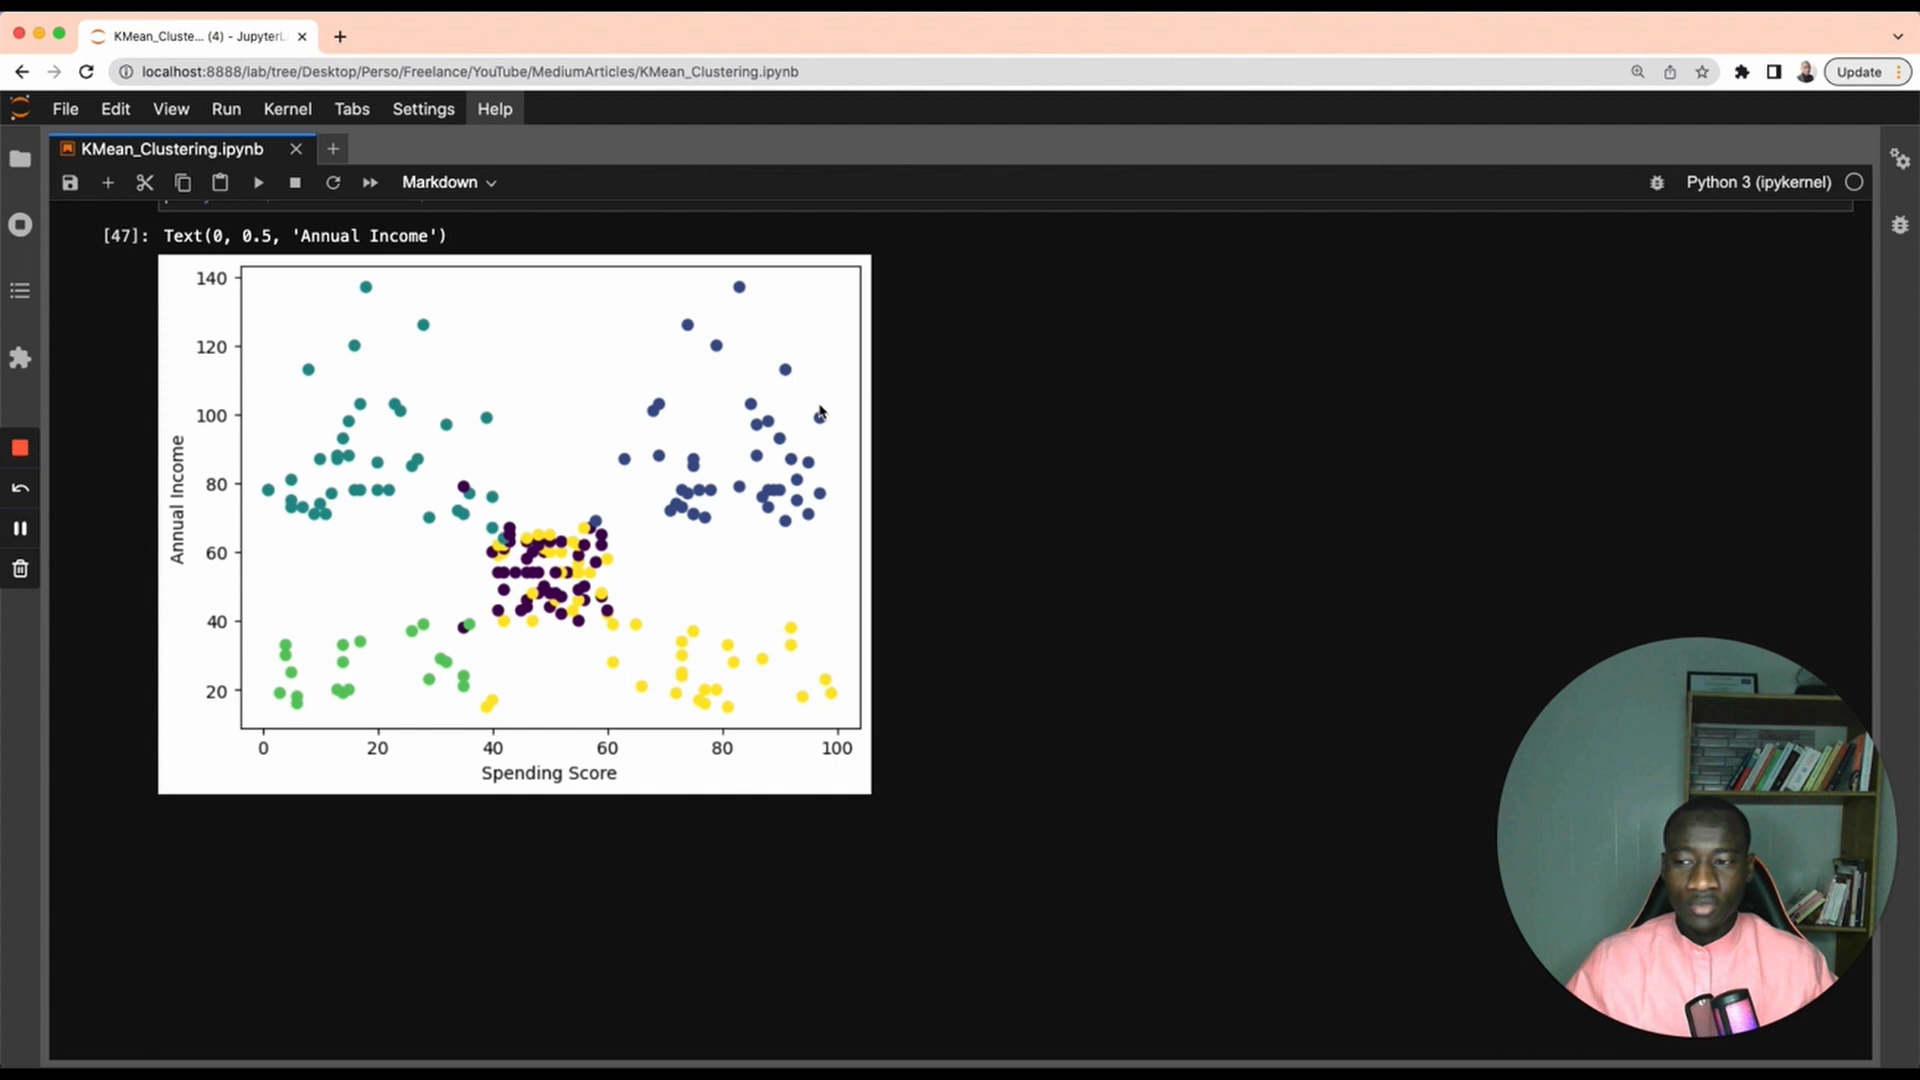 KMean_Cluste... (4) - JupyterL
localhost:8888/lab/tree/Desktop/Perso/Freelance/YouTube/MediumArticles/KMean_Clustering.ipynb
Update
File Edit View Run Kernel Tabs Settings Help
KMean_Clustering.ipynb
Markdown
Python 3 (ipykernel)
[47]: Text(0, 0.5, 'Annual Income')
140
120
100
80
60
40
20
Annual Income
0 20 40 60 80 100
Spending Score